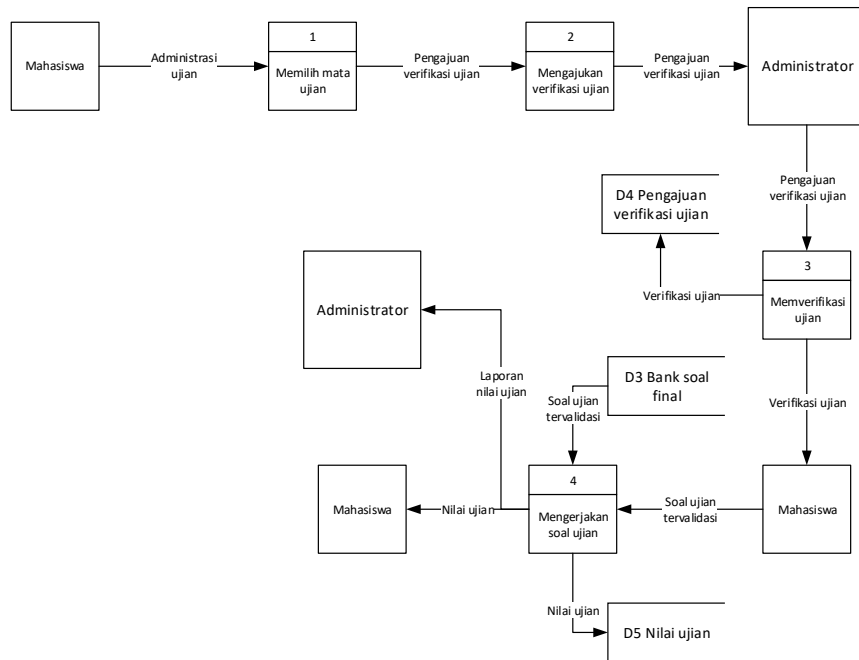 Mahasiswa
Administrasi
ujian
1
Memilih mata
ujian
Pengajuan
verifikasi ujian
2
Mengajukan
verifikasi ujian
Pengajuan
verifikasi ujian
Administrator
Pengajuan
verifikasi ujian
D4 Pengajuan
verifikasi ujian
3
Memverifikasi
ujian
Verifikasi ujian
Administrator
Laporan
nilai ujian
D3 Bank soal
final
Soal ujian
tervalidasi
Verifikasi ujian
Mahasiswa
Nilai ujian
4
Mengerjakan
soal ujian
Soal ujian
tervalidasi
Mahasiswa
Nilai ujian
D5 Nilai ujian